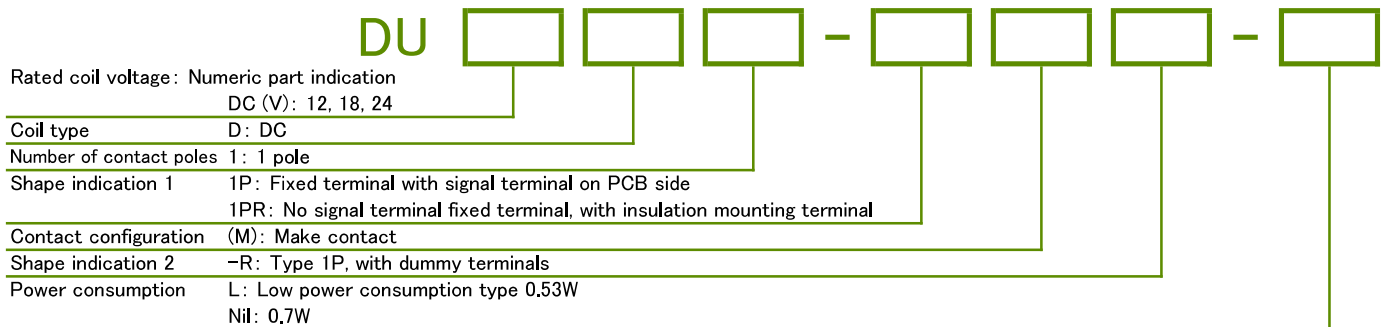 DU - -
Rated coil voltage: Numeric part indication
DC (V): 12, 18, 24
Coil type D: DC
Number of contact poles 1: 1 pole
Shape indication 1 1P: Fixed terminal with signal terminal on PCB side
1PR: No signal terminal fixed terminal, with insulation mounting terminal
Contact configuration (M): Make contact
Shape indication 2 -R: Type 1P, with dummy terminals
Power consumption L: Low power consumption type 0.53W
Nil: 0.7W